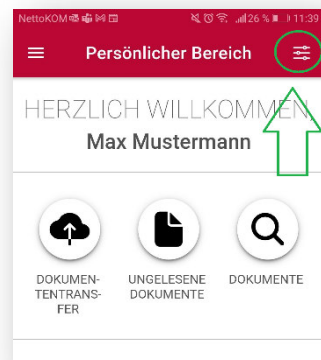 NettoKOM 26 % 11:39
Persönlicher Bereich
HERZLICH WILLKOMMEN,
Max Mustermann
DOKUMEN-
TENTRANS-
FER
UNGELESENE
DOKUMENTE
DOKUMENTE